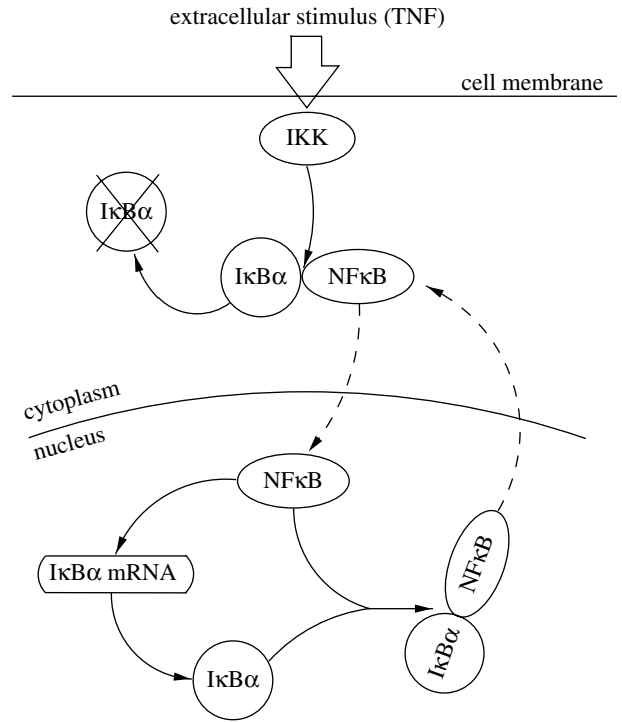 extracellular stimulus (TNF)
cell membrane
IKK
IκBα
IκBα
NFκB
cytoplasm
nucleus
NFκB
IκBα mRNA
IκBα
NFκB
IκBα